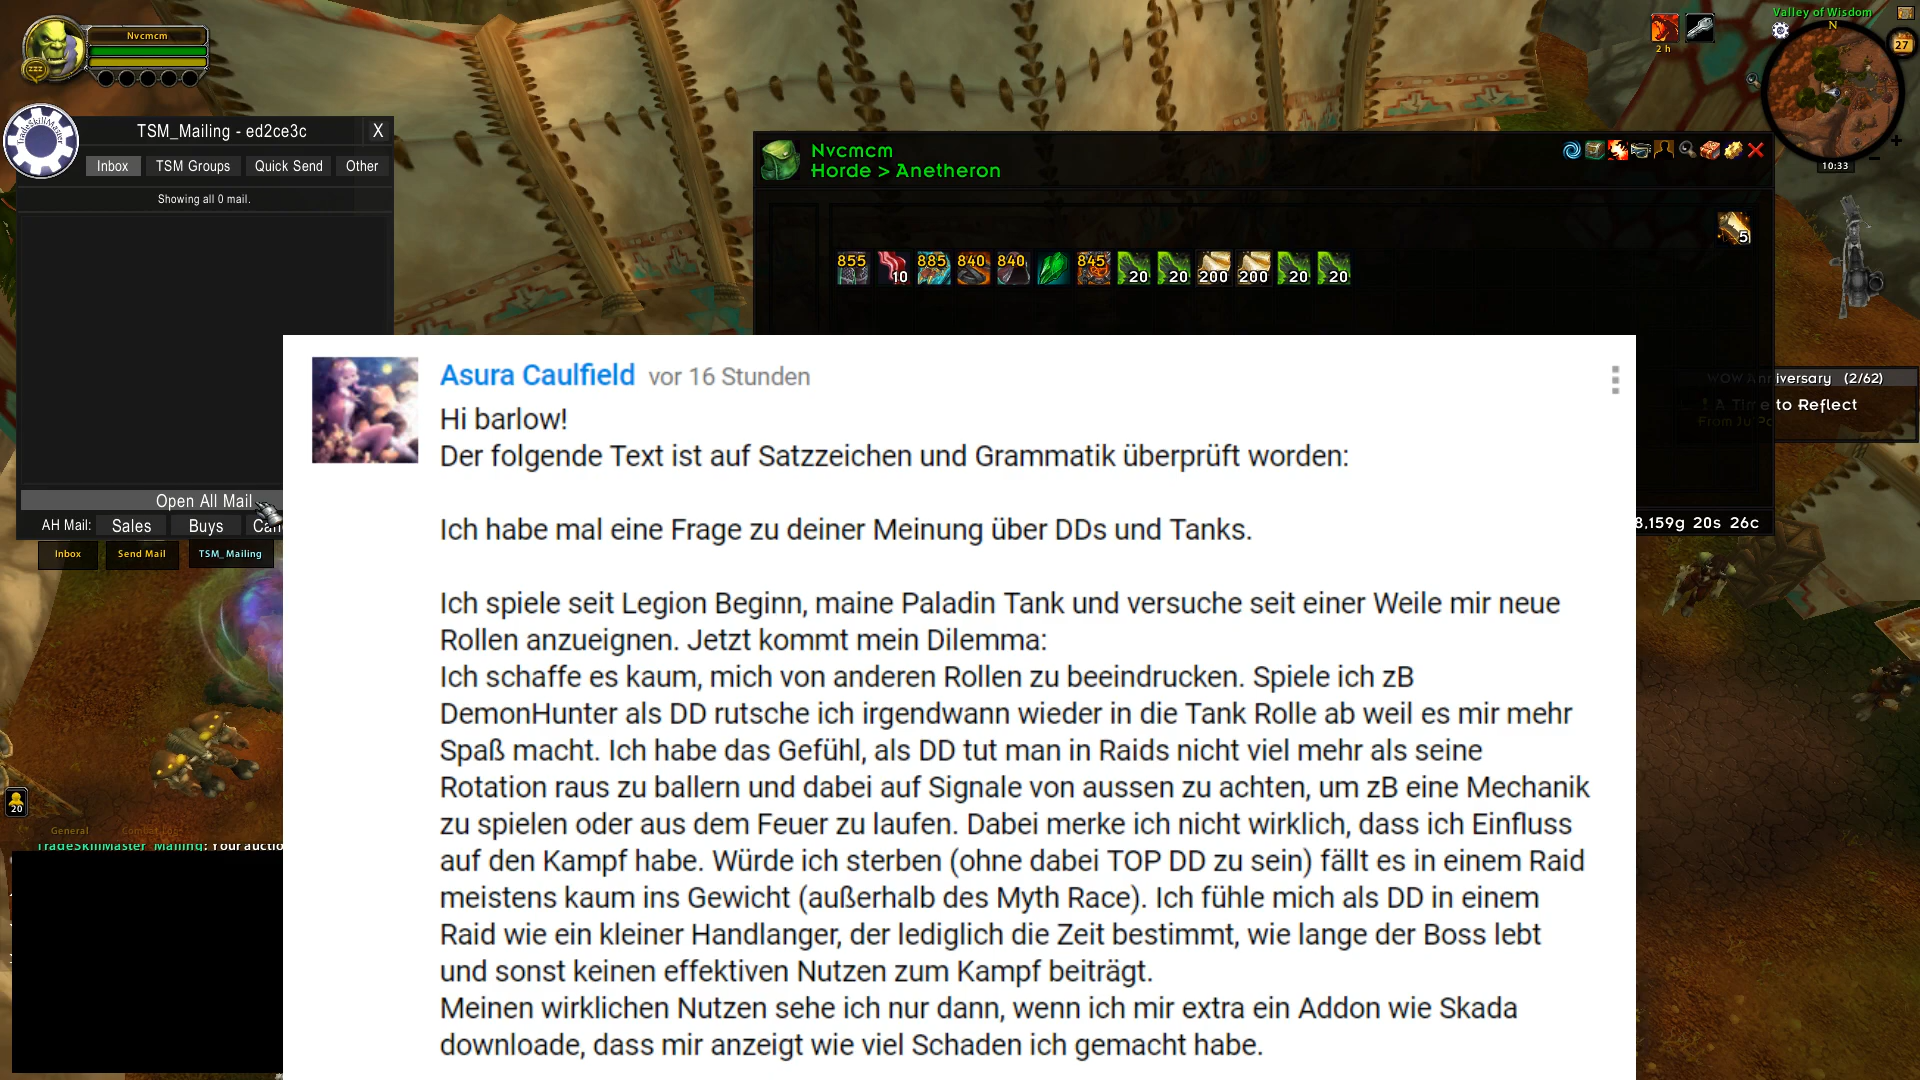 Nvcmcm
2 h
Valley of Wisdom
N
27
10:33
TradeSkillMaster
TSM_Mailing - ed2ce3c
X
Inbox
TSM Groups
Quick Send
Other
Showing all 0 mail.
Nvcmcm
Horde > Anetheron
5
855
10
885
840
840
845
20
20
200
200
20
20
WOW Anniversary (2/62)
! A Time to Reflect
Open All Mail
AH Mail:
Sales
Buys
Inbox
Send Mail
TSM_Mailing
8,159g 20s 26c
20
General
TradeSkillMaster_Mailing: Your auctio
Asura Caulfield vor 16 Stunden
Hi barlow!
Der folgende Text ist auf Satzzeichen und Grammatik überprüft worden:
Ich habe mal eine Frage zu deiner Meinung über DDs und Tanks.
Ich spiele seit Legion Beginn, maine Paladin Tank und versuche seit einer Weile mir neue
Rollen anzueignen. Jetzt kommt mein Dilemma:
Ich schaffe es kaum, mich von anderen Rollen zu beeindrucken. Spiele ich zB
DemonHunter als DD rutsche ich irgendwann wieder in die Tank Rolle ab weil es mir mehr
Spaß macht. Ich habe das Gefühl, als DD tut man in Raids nicht viel mehr als seine
Rotation raus zu ballern und dabei auf Signale von aussen zu achten, um zB eine Mechanik
zu spielen oder aus dem Feuer zu laufen. Dabei merke ich nicht wirklich, dass ich Einfluss
auf den Kampf habe. Würde ich sterben (ohne dabei TOP DD zu sein) fällt es in einem Raid
meistens kaum ins Gewicht (außerhalb des Myth Race). Ich fühle mich als DD in einem
Raid wie ein kleiner Handlanger, der lediglich die Zeit bestimmt, wie lange der Boss lebt
und sonst keinen effektiven Nutzen zum Kampf beiträgt.
Meinen wirklichen Nutzen sehe ich nur dann, wenn ich mir extra ein Addon wie Skada
downloade, dass mir anzeigt wie viel Schaden ich gemacht habe.